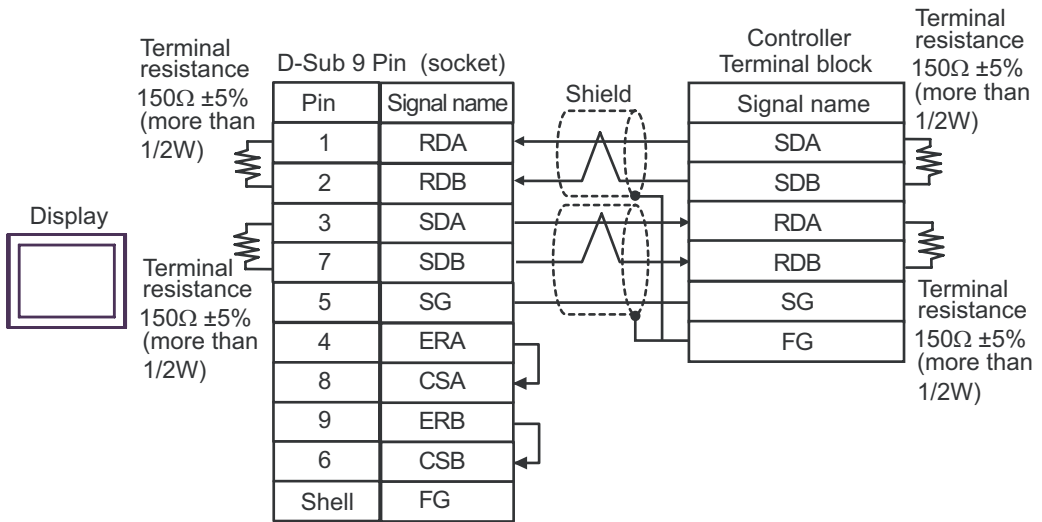 Terminal
resistance
150Ω ±5%
(more than
1/2W)
D-Sub 9 Pin (socket)
Pin Signal name
1 RDA
2 RDB
3 SDA
7 SDB
5 SG
4 ERA
8 CSA
9 ERB
6 CSB
Shell FG
Display
Terminal
resistance
150Ω ±5%
(more than
1/2W)
Shield
Controller
Terminal block
Signal name
SDA
SDB
RDA
RDB
SG
FG
Terminal
resistance
150Ω ±5%
(more than
1/2W)
Terminal
resistance
150Ω ±5%
(more than
1/2W)